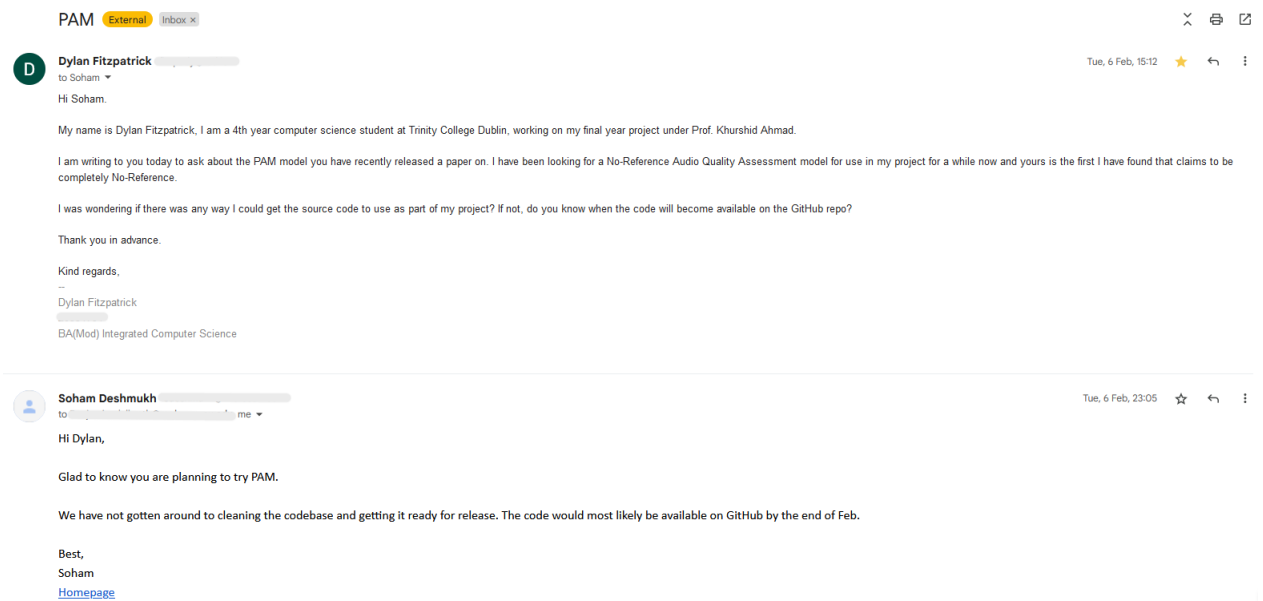 PAM External Inbox ×
Dylan Fitzpatrick
Tue, 6 Feb, 15:12
to Soham
Hi Soham.
My name is Dylan Fitzpatrick, I am a 4th year computer science student at Trinity College Dublin, working on my final year project under Prof. Khurshid Ahmad.
I am writing to you today to ask about the PAM model you have recently released a paper on. I have been looking for a No-Reference Audio Quality Assessment model for use in my project for a while now and yours is the first I have found that claims to be
completely No-Reference.
I was wondering if there was any way I could get the source code to use as part of my project? If not, do you know when the code will become available on the GitHub repo?
Thank you in advance.
Kind regards,
--
Dylan Fitzpatrick
BA(Mod) Integrated Computer Science
Soham Deshmukh
Tue, 6 Feb, 23:05
to me
Hi Dylan,
Glad to know you are planning to try PAM.
We have not gotten around to cleaning the codebase and getting it ready for release. The code would most likely be available on GitHub by the end of Feb.
Best,
Soham
Homepage
D